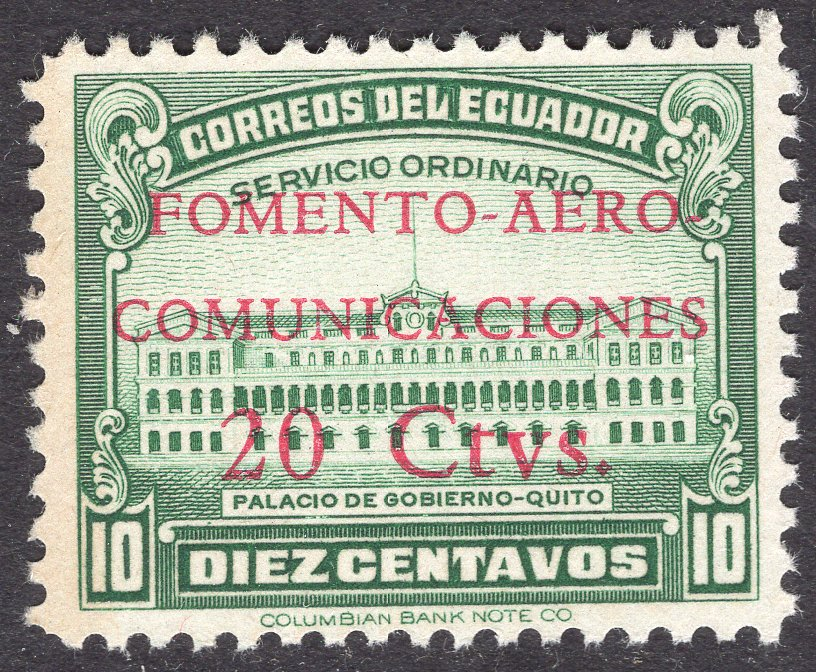 CORREOS DEL ECUADOR
SERVICIO ORDINARIO
FOMENTO-AERO-
COMUNICACIONES
20 Ctvs.
PALACIO DE GOBIERNO-QUITO
10 DIEZ CENTAVOS 10
COLUMBIAN BANK NOTE CO.